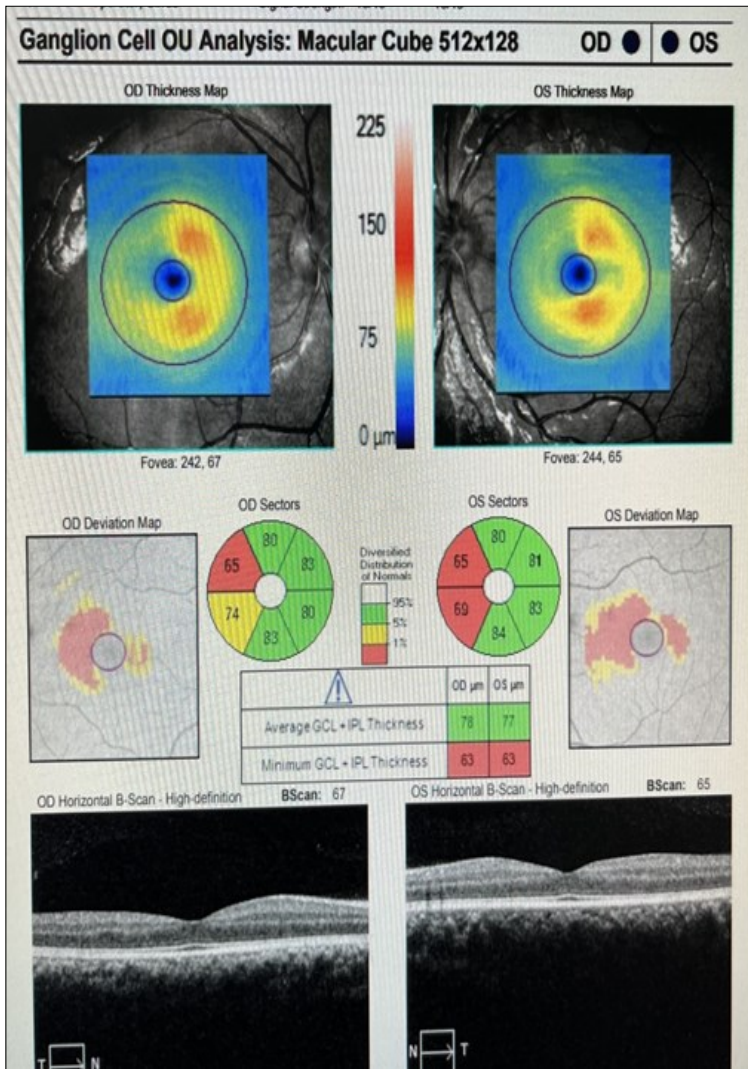 Ganglion Cell OU Analysis: Macular Cube 512x128 OD OS
OD Thickness Map
OS Thickness Map
225
150
75
0 µm
Fovea: 242, 67
Fovea: 244, 65
OD Deviation Map
OD Sectors
OS Sectors
OS Deviation Map
80
83
80
83
74
65
Diversified
Distribution
of Normals
95%
5%
1%
80
81
83
84
69
65
OD µm OS µm
Average GCL + IPL Thickness 78 77
Minimum GCL + IPL Thickness 63 63
OD Horizontal B-Scan - High-definition BScan: 67
OS Horizontal B-Scan - High-definition BScan: 65
T N
N T